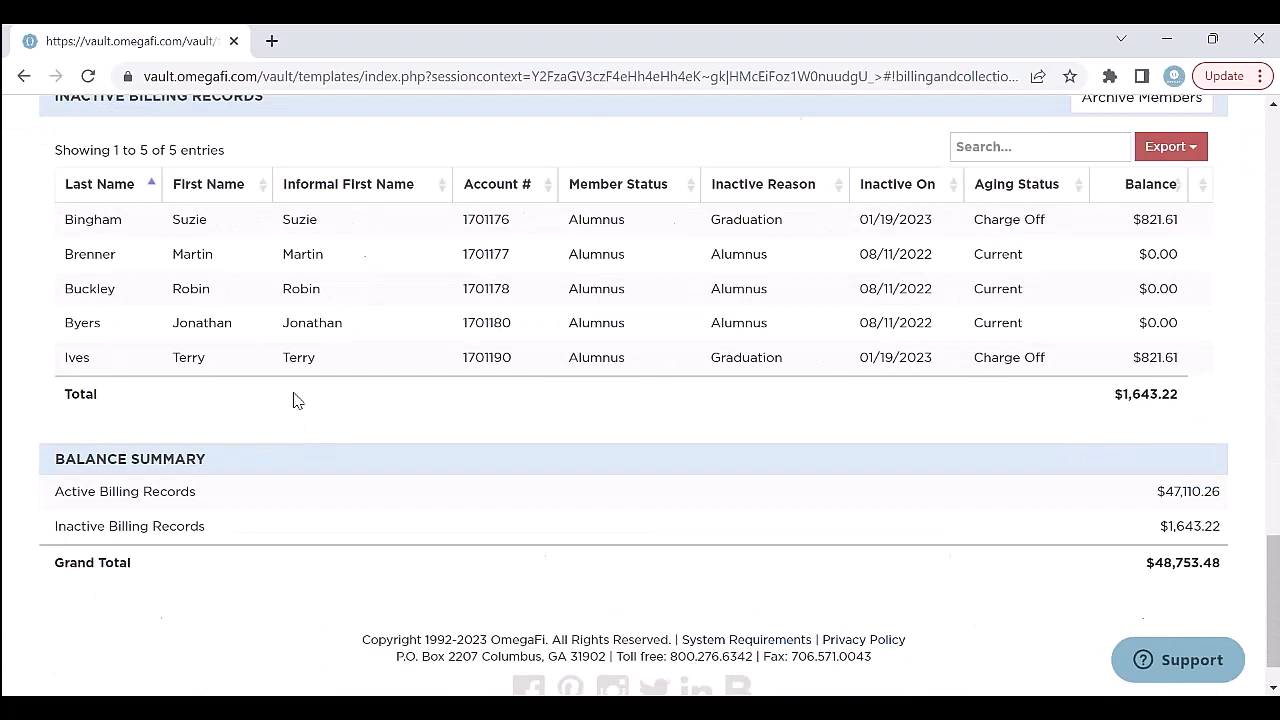 https://vault.omegafi.com/vault/
vault.omegafi.com/vault/templates/index.php?sessioncontext=Y2FzaGV3czF4eHh4eHh4eK~gk|HMcEiFoz1W0nuudgU_>#!billingandcollectio...
Update
INACTIVE BILLING RECORDS
Archive Members
Showing 1 to 5 of 5 entries
Search...
Export
Last Name First Name Informal First Name Account # Member Status Inactive Reason Inactive On Aging Status Balance
Bingham Suzie Suzie 1701176 Alumnus Graduation 01/19/2023 Charge Off $821.61
Brenner Martin Martin 1701177 Alumnus Alumnus 08/11/2022 Current $0.00
Buckley Robin Robin 1701178 Alumnus Alumnus 08/11/2022 Current $0.00
Byers Jonathan Jonathan 1701180 Alumnus Alumnus 08/11/2022 Current $0.00
Ives Terry Terry 1701190 Alumnus Graduation 01/19/2023 Charge Off $821.61
Total $1,643.22
BALANCE SUMMARY
Active Billing Records $47,110.26
Inactive Billing Records $1,643.22
Grand Total $48,753.48
Copyright 1992-2023 OmegaFi. All Rights Reserved. | System Requirements | Privacy Policy
P.O. Box 2207 Columbus, GA 31902 | Toll free: 800.276.6342 | Fax: 706.571.0043
Support